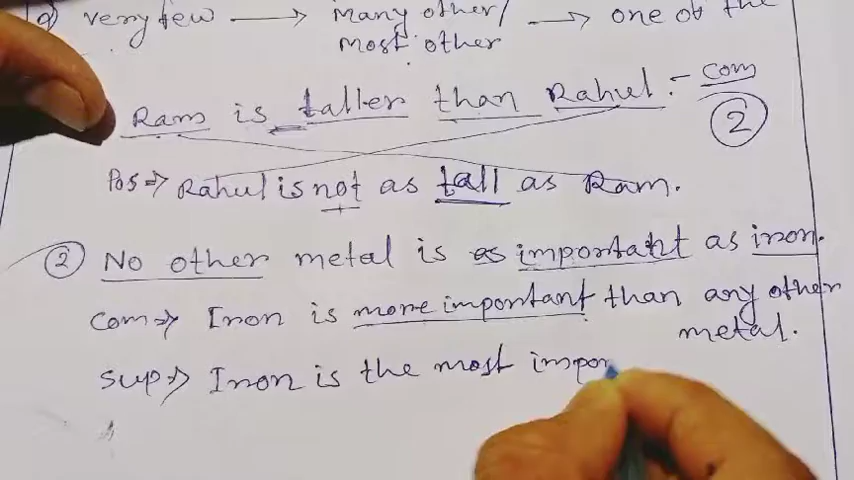 very few → many other/ → one of the
most other
Ram is taller than Rahul :- com
2
Pos ⇒ Rahul is not as tall as Ram.
2 No other metal is as important as iron.
com ⇒ Iron is more important than any other
metal.
sup ⇒ Iron is the most impor